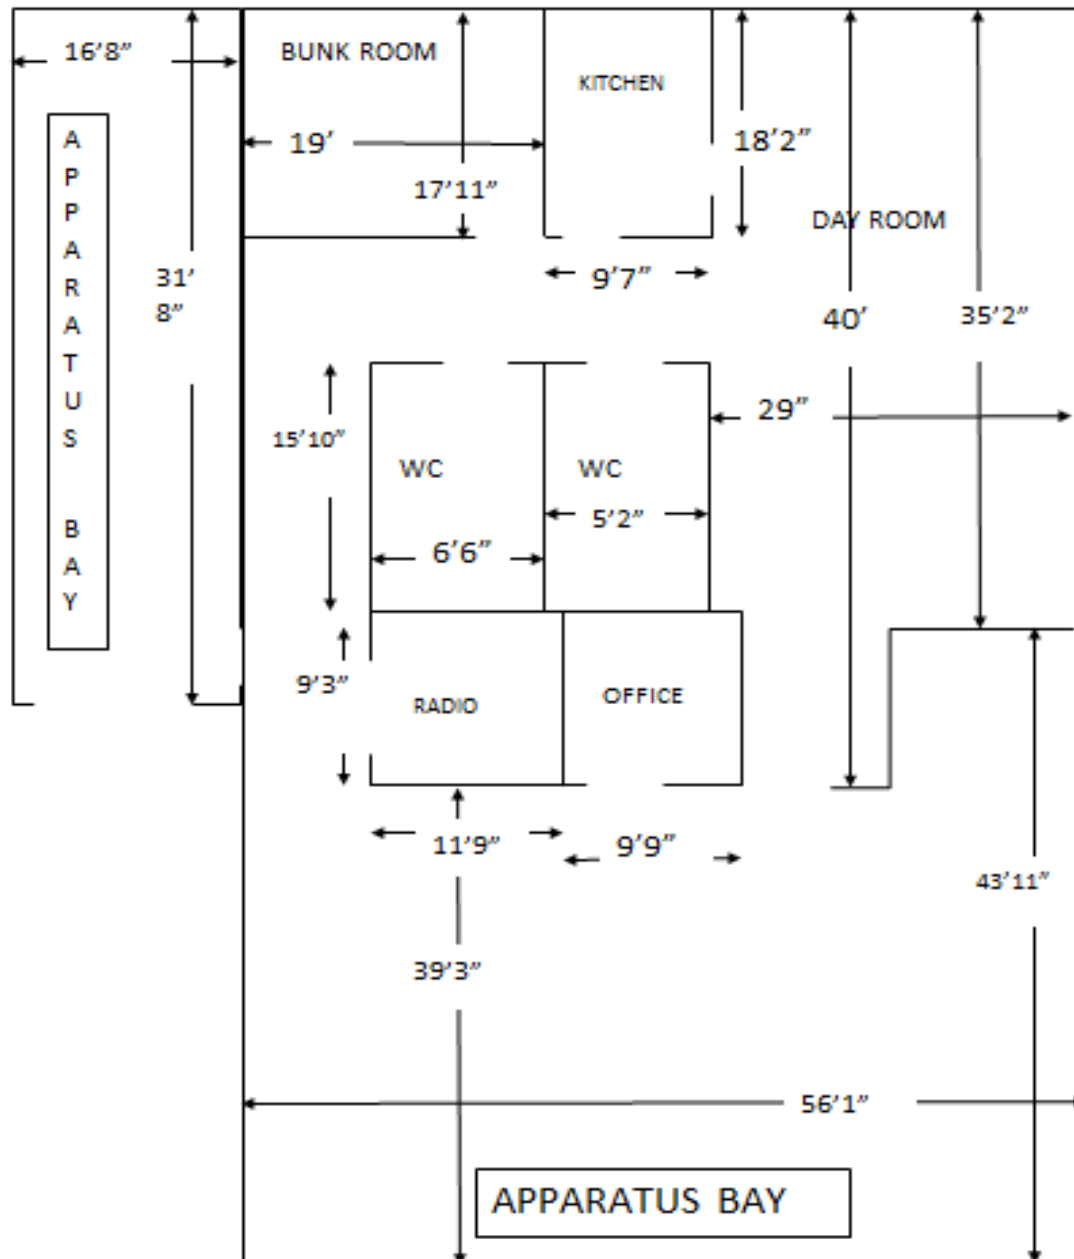 16’8”
BUNK ROOM
KITCHEN
19’
18’2”
17’11”
A
P
P
A
R
A
T
U
S
B
A
Y
DAY ROOM
31’
8”
9’7”
40’
35’2”
29”
15’10”
WC
WC
5’2”
6’6”
9’3”
RADIO
OFFICE
11’9”
9’9”
43’11”
39’3”
56’1”
APPARATUS BAY